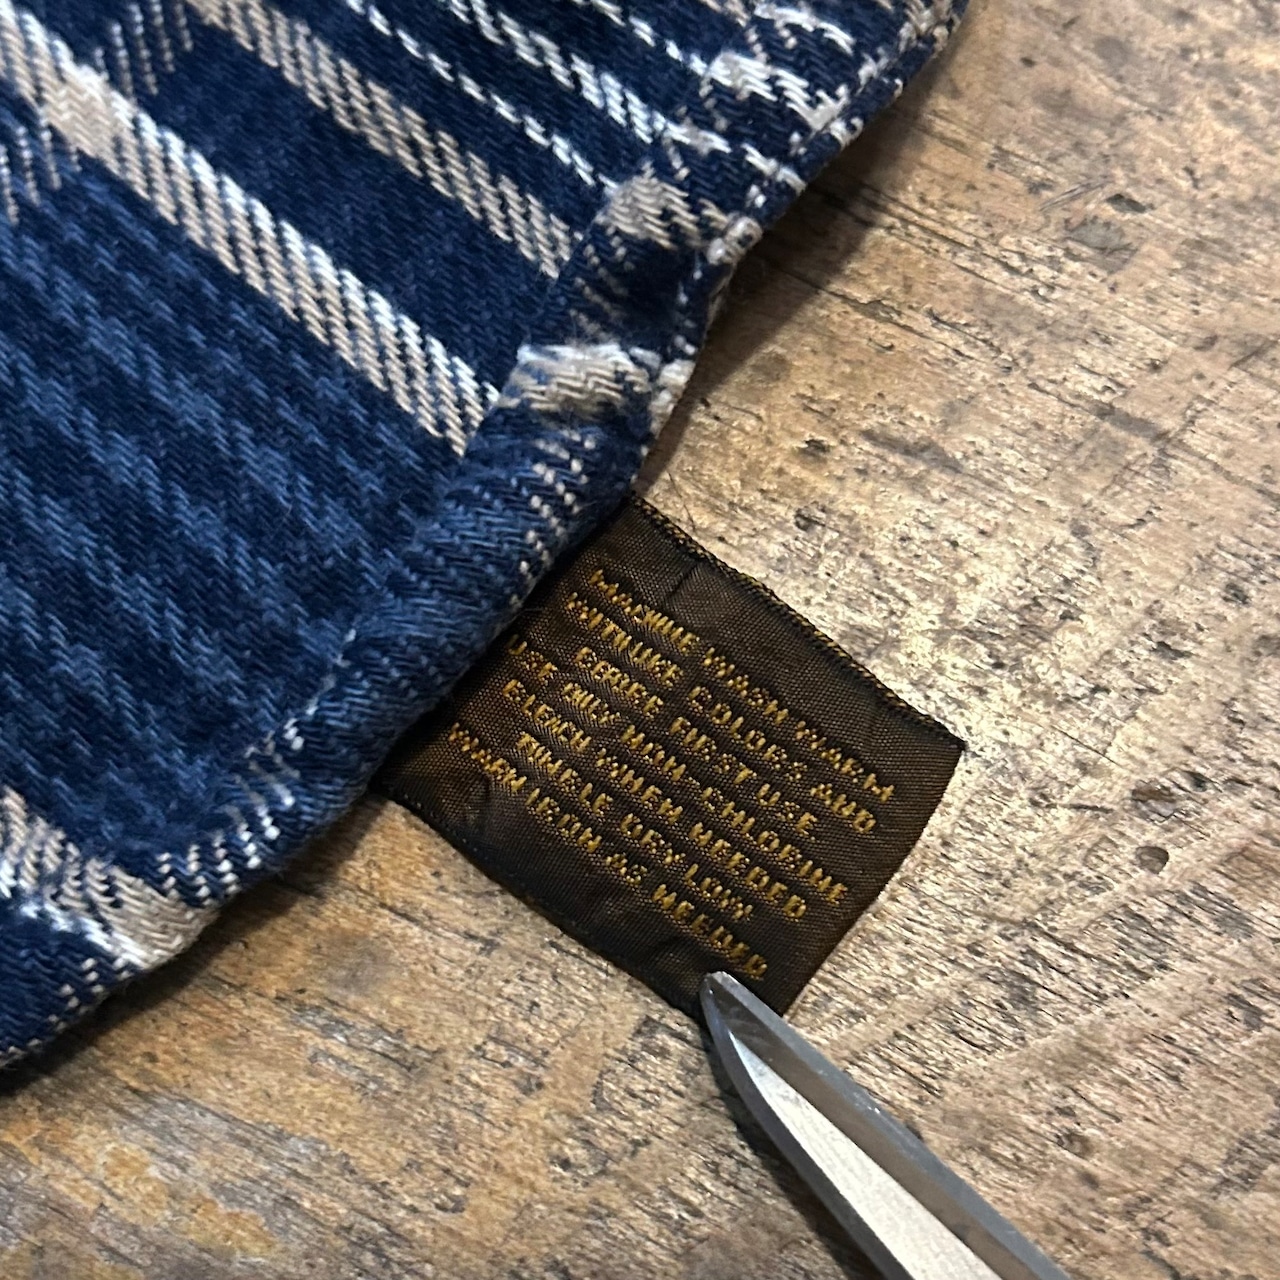 MACHINE WASH WARM
WITH LIKE COLORS AND
BEFORE FIRST USE
USE ONLY NON-CHLORINE
BLEACH WHEN NEEDED
TUMBLE DRY LOW
WARM IRON AS NEEDED